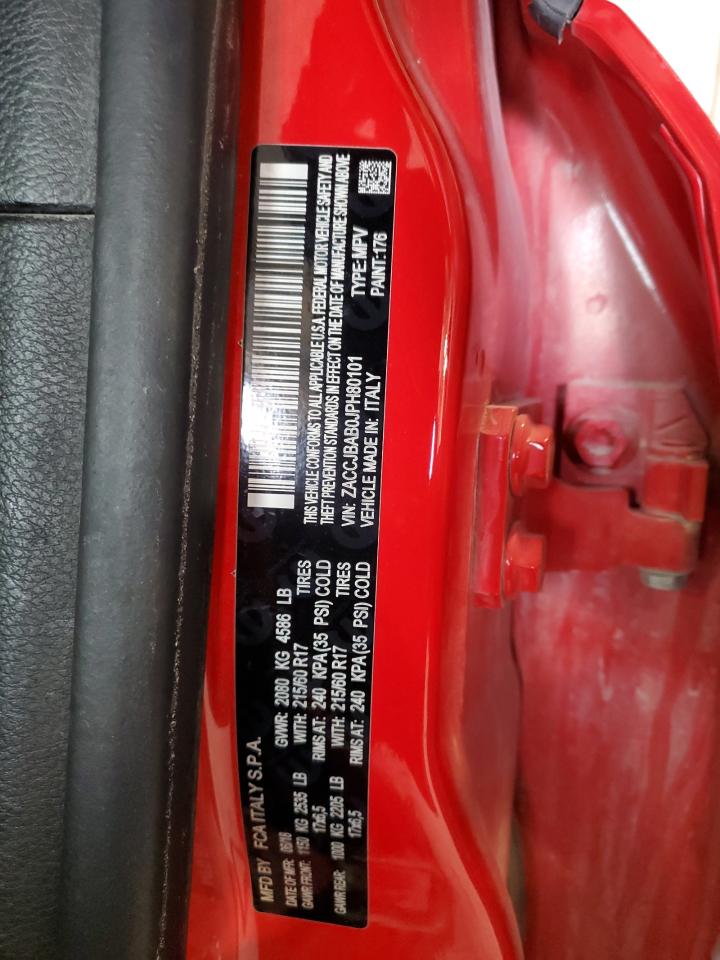 MFD BY FCA ITALY S.P.A.
DATE OF MFR: 06/18 GVWR: 2080 KG 4586 LB
GAWR FRONT: 1150 KG 2535 LB WITH: 215/60 R17 TIRES
17x6,5 RIMS AT: 240 KPA(35 PSI) COLD
GAWR REAR: 1000 KG 2205 LB WITH: 215/60 R17 TIRES
17x6,5 RIMS AT: 240 KPA(35 PSI) COLD
THIS VEHICLE CONFORMS TO ALL APPLICABLE U.S.A. FEDERAL MOTOR VEHICLE SAFETY AND
THEFT PREVENTION STANDARDS IN EFFECT ON THE DATE OF MANUFACTURE SHOWN ABOVE
VIN: ZACCJBAB0JPH80101 TYPE:MPV
VEHICLE MADE IN: ITALY PAINT:176